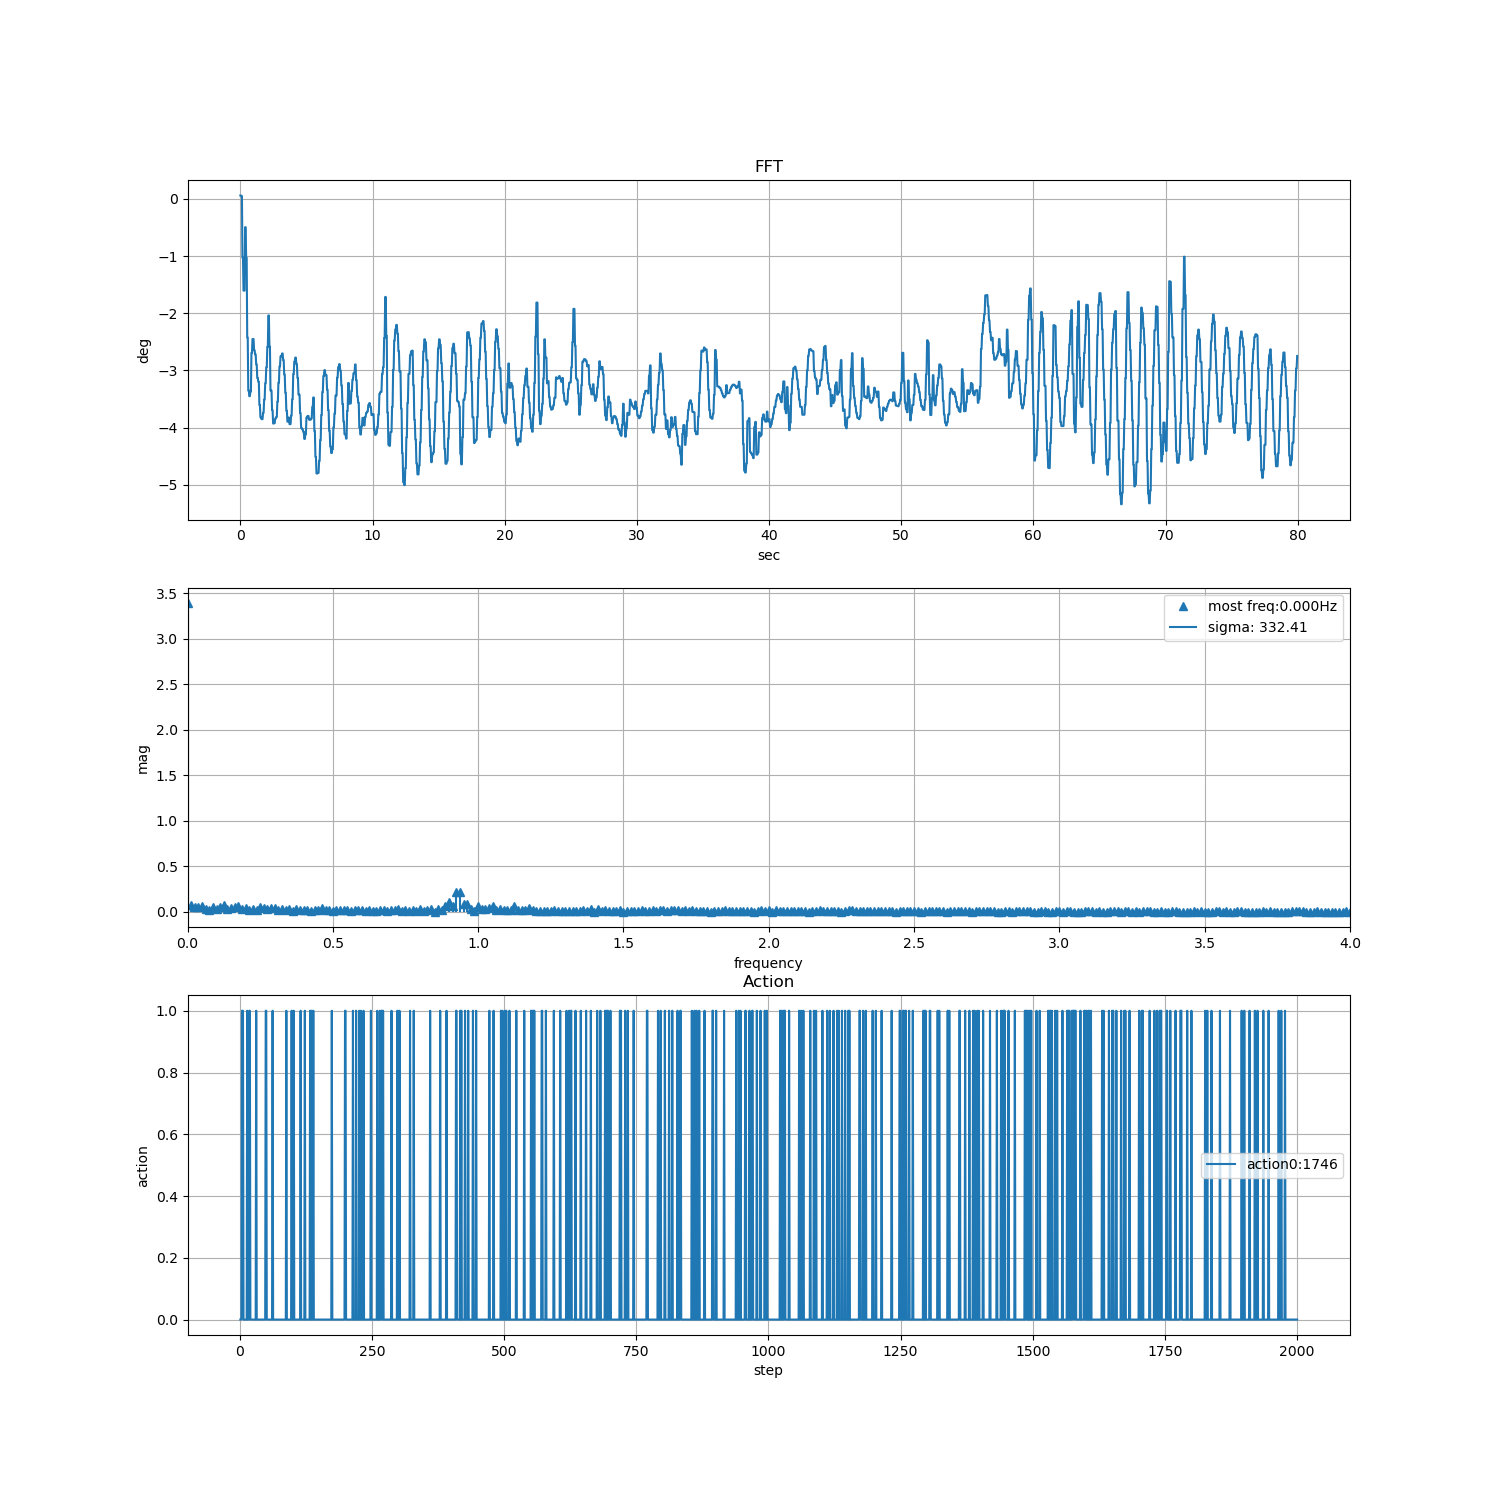 FFT
0
−1
−2
−3
−4
−5
deg
0 10 20 30 40 50 60 70 80
sec
3.5
3.0
2.5
2.0
1.5
1.0
0.5
0.0
mag
most freq:0.000Hz
sigma: 332.41
0.0 0.5 1.0 1.5 2.0 2.5 3.0 3.5 4.0
frequency
Action
1.0
0.8
0.6
0.4
0.2
0.0
action
action0:1746
0 250 500 750 1000 1250 1500 1750 2000
step